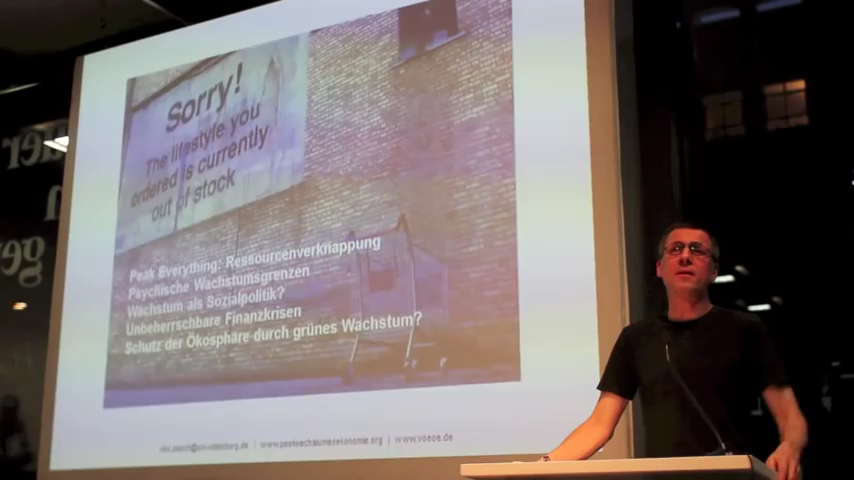 Sorry!
The lifestyle you
ordered is currently
out of stock
Peak Everything: Ressourcenverknappung
Psychische Wachstumsgrenzen
Wachstum als Sozialpolitik?
Unbeherrschbare Finanzkrisen
Schutz der Ökosphäre durch grünes Wachstum?
| www.postwachstumsoekonomie.org | www.voeoe.de